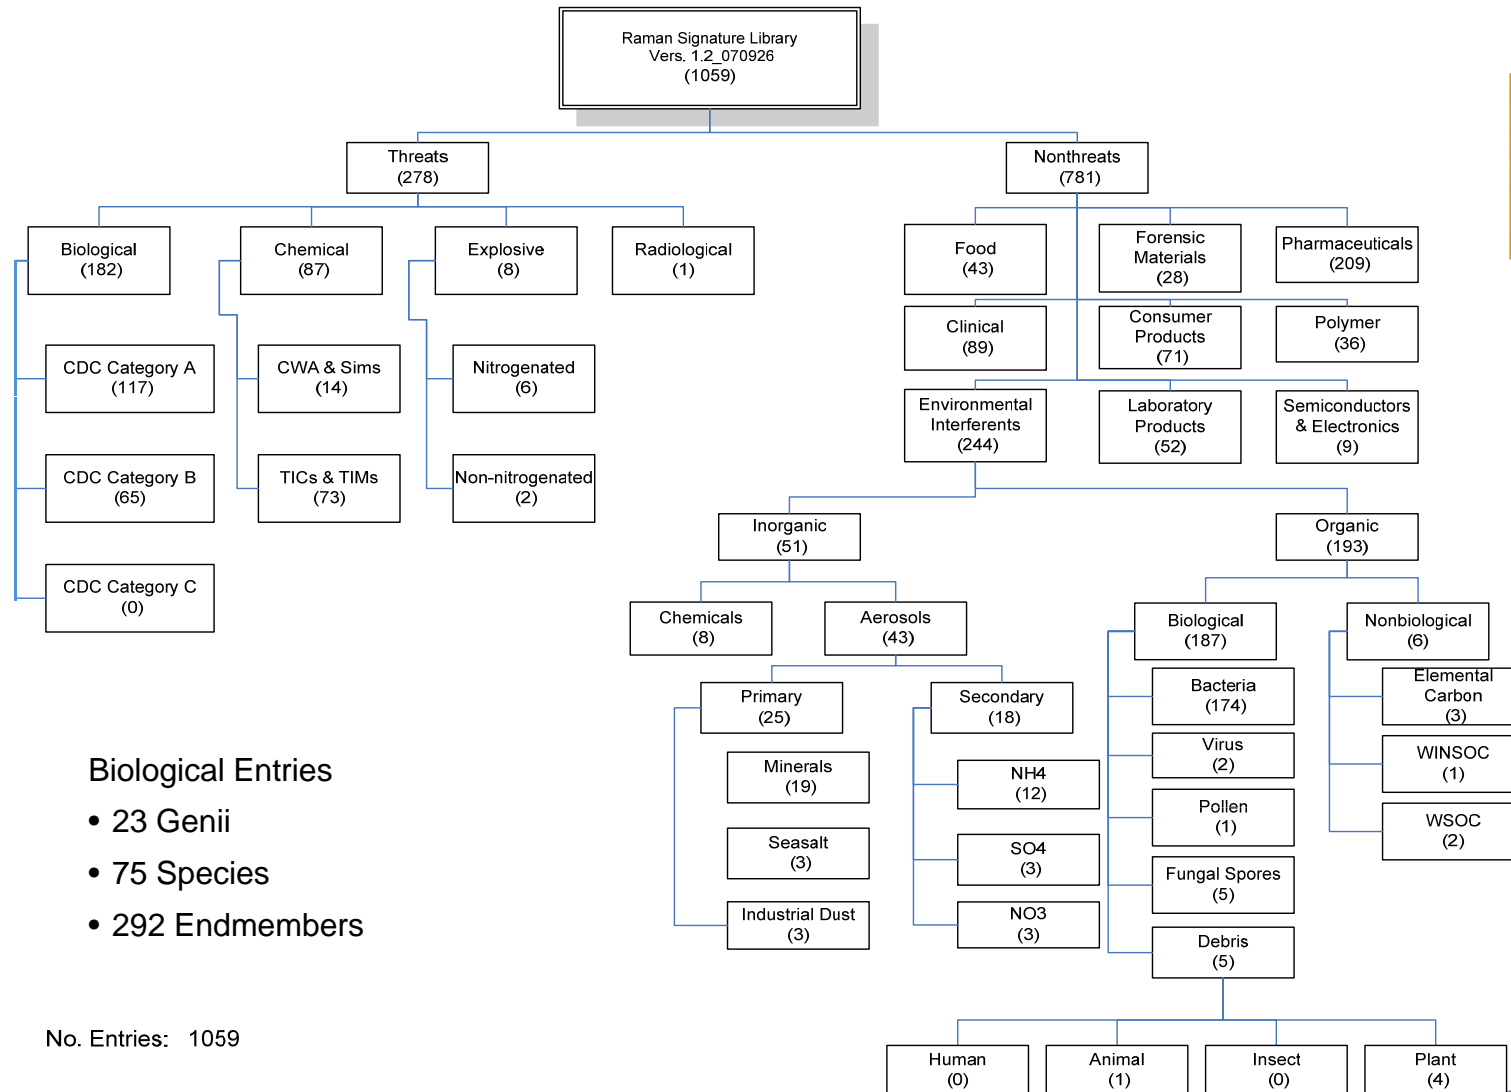 Raman Signature Library
Vers. 1.2_070926
(1059)
Threats
(278)
Nonthreats
(781)
Biological
(182)
Chemical
(87)
Explosive
(8)
Radiological
(1)
Food
(43)
Forensic
Materials
(28)
Pharmaceuticals
(209)
Clinical
(89)
Consumer
Products
(71)
Polymer
(36)
CDC Category A
(117)
CWA & Sims
(14)
Nitrogenated
(6)
Environmental
Interferents
(244)
Laboratory
Products
(52)
Semiconductors
& Electronics
(9)
CDC Category B
(65)
TICs & TIMs
(73)
Non-nitrogenated
(2)
CDC Category C
(0)
Inorganic
(51)
Organic
(193)
Chemicals
(8)
Aerosols
(43)
Biological
(187)
Nonbiological
(6)
Primary
(25)
Secondary
(18)
Bacteria
(174)
Elemental
Carbon
(3)
Minerals
(19)
NH4
(12)
Virus
(2)
WINSOC
(1)
Pollen
(1)
WSOC
(2)
Seasalt
(3)
SO4
(3)
Fungal Spores
(5)
Industrial Dust
(3)
NO3
(3)
Debris
(5)
Human
(0)
Animal
(1)
Insect
(0)
Plant
(4)
Biological Entries
• 23 Genii
• 75 Species
• 292 Endmembers
No. Entries: 1059